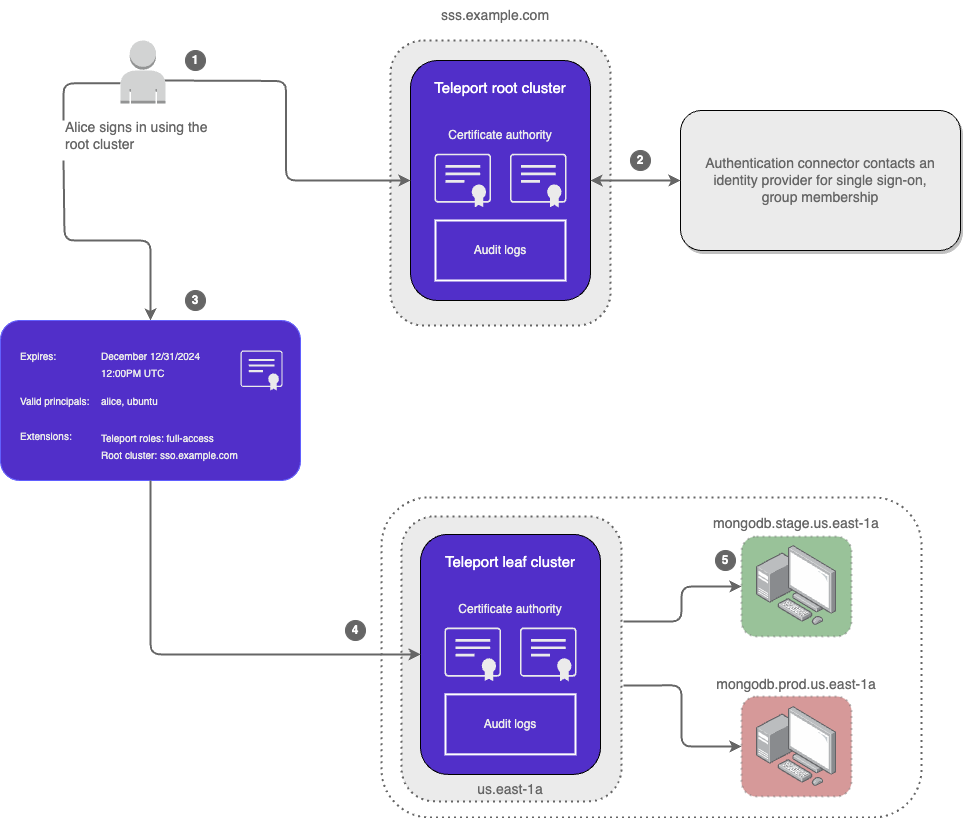 sss.example.com
1
Teleport root cluster
Alice signs in using the
root cluster
Certificate authority
2
Authentication connector contacts an
identity provider for single sign-on,
group membership
Audit logs
3
Expires:
December 12/31/2024
12:00PM UTC
Valid principals:
alice, ubuntu
Extensions:
Teleport roles: full-access
Root cluster: sso.example.com
mongodb.stage.us.east-1a
5
Teleport leaf cluster
Certificate authority
4
mongodb.prod.us.east-1a
Audit logs
us.east-1a